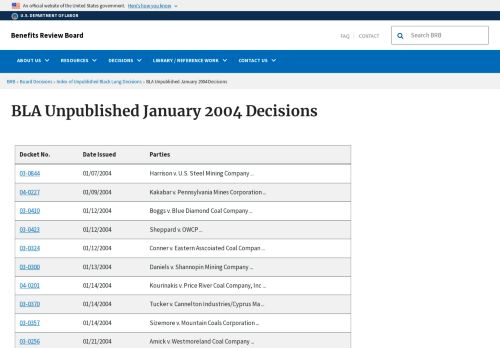 An official website of the United States government. Here's how you know
U.S. DEPARTMENT OF LABOR
Benefits Review Board
FAQ CONTACT
Search BRB
ABOUT US RESOURCES DECISIONS LIBRARY / REFERENCE WORK CONTACT US
BRB › Board Decisions › Index of Unpublished Black Lung Decisions › BLA Unpublished January 2004 Decisions
BLA Unpublished January 2004 Decisions
Docket No. Date Issued Parties
03-0844 01/07/2004 Harrison v. U.S. Steel Mining Company ...
04-0227 01/09/2004 Kakabar v. Pennsylvania Mines Corporation ...
03-0410 01/12/2004 Boggs v. Blue Diamond Coal Company ...
03-0423 01/12/2004 Sheppard v. OWCP ...
03-0324 01/12/2004 Conner v. Eastern Asscoiated Coal Compan ...
03-0300 01/13/2004 Daniels v. Shannopin Mining Company ...
04-0201 01/14/2004 Kourinakis v. Price River Coal Company, Inc ...
03-0370 01/14/2004 Tucker v. Cannelton Industries/Cyprus Ma ...
03-0357 01/14/2004 Sizemore v. Mountain Coals Corporation ...
03-0256 01/21/2004 Amick v. Westmoreland Coal Company ...